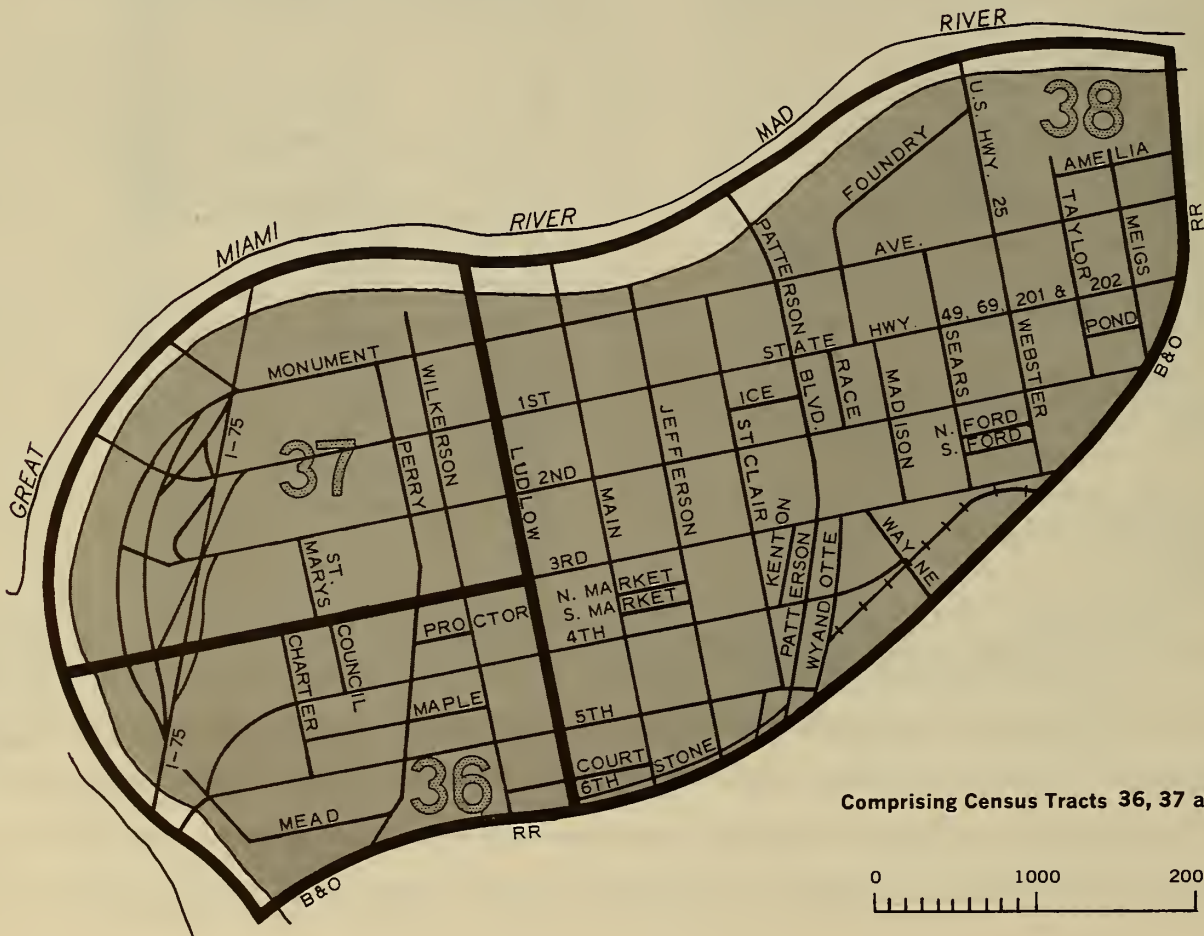 RIVER
MAD
RIVER
MIAMI
GREAT
38
U.S. HWY. 25
FOUNDRY
AMELIA
TAYLOR
MEIGS
RR
PATTERSON BLVD.
AVE.
STATE HWY. 49, 69, 201 & 202
POND
B&O
MONUMENT
WILKERSON
1ST
ICE
RACE
MADISON
SEARS
WEBSTER
N. FORD
S. FORD
I-75
37
PERRY
LUDLOW
2ND
MAIN
JEFFERSON
ST. CLAIR
ST. MARYS
3RD
KENTON
PATTERSON
WYANDOTTE
WAYNE
N. MARKET
S. MARKET
PROCTOR
4TH
CHARTER
COUNCIL
MAPLE
5TH
I-75
36
COURT
6TH
STONE
MEAD
RR
B&O
Comprising Census Tracts 36, 37 a
0 1000 200